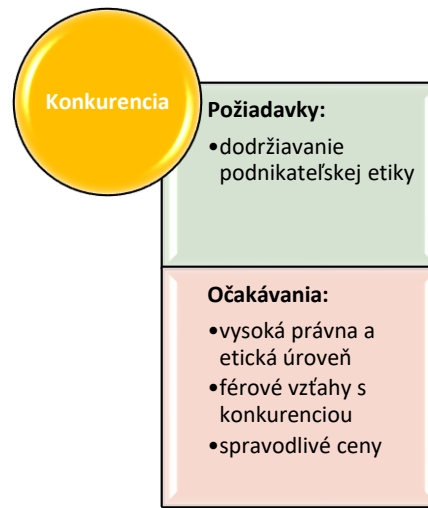 Konkurencia
Požiadavky:
•dodržiavanie
podnikateľskej etiky
Očakávania:
•vysoká právna a
etická úroveň
•férové vzťahy s
konkurenciou
•spravodlivé ceny